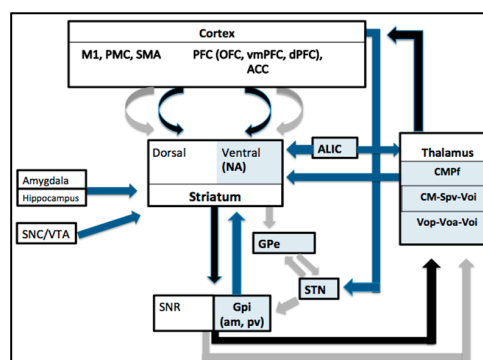 Cortex
M1, PMC, SMA
PFC (OFC, vmPFC, dPFC),
ACC
Dorsal
Ventral
(NA)
Striatum
ALIC
Thalamus
CMPf
CM-Spv-Voi
Vop-Voa-Voi
Amygdala
Hippocampus
SNC/VTA
GPe
STN
SNR
Gpi
(am, pv)